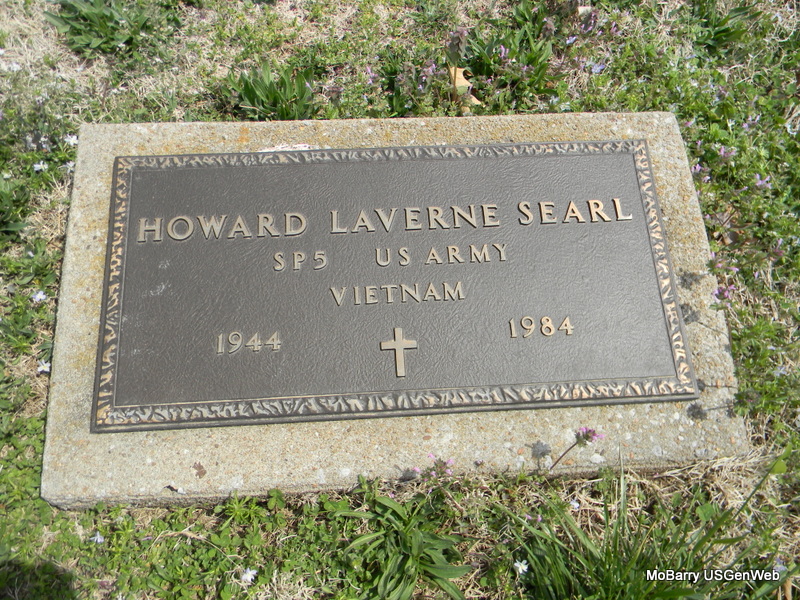 HOWARD LAVERNE SEARL
SP5 US ARMY
VIETNAM
1944 1984
MoBarry USGenWeb